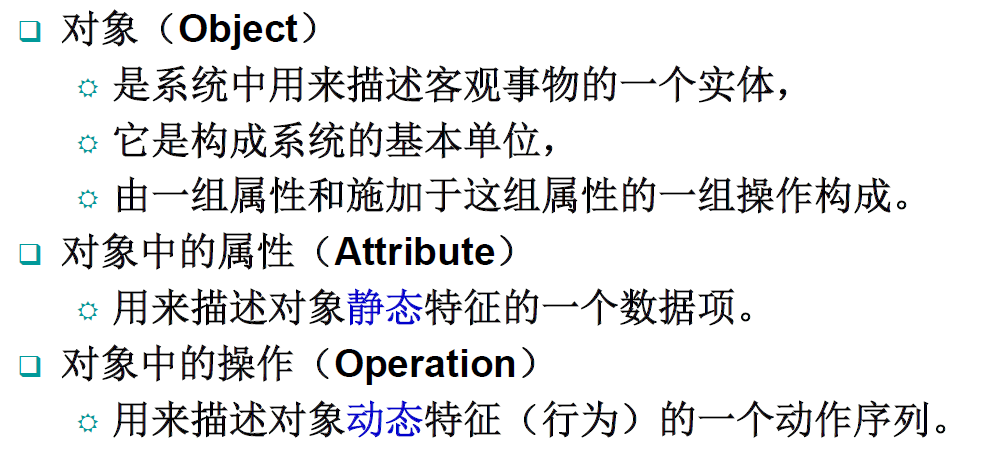 对象（Object）
是系统中用来描述客观事物的一个实体，
它是构成系统的基本单位，
由一组属性和施加于这组属性的一组操作构成。
对象中的属性（Attribute）
用来描述对象静态特征的一个数据项。
对象中的操作（Operation）
用来描述对象动态特征（行为）的一个动作序列。